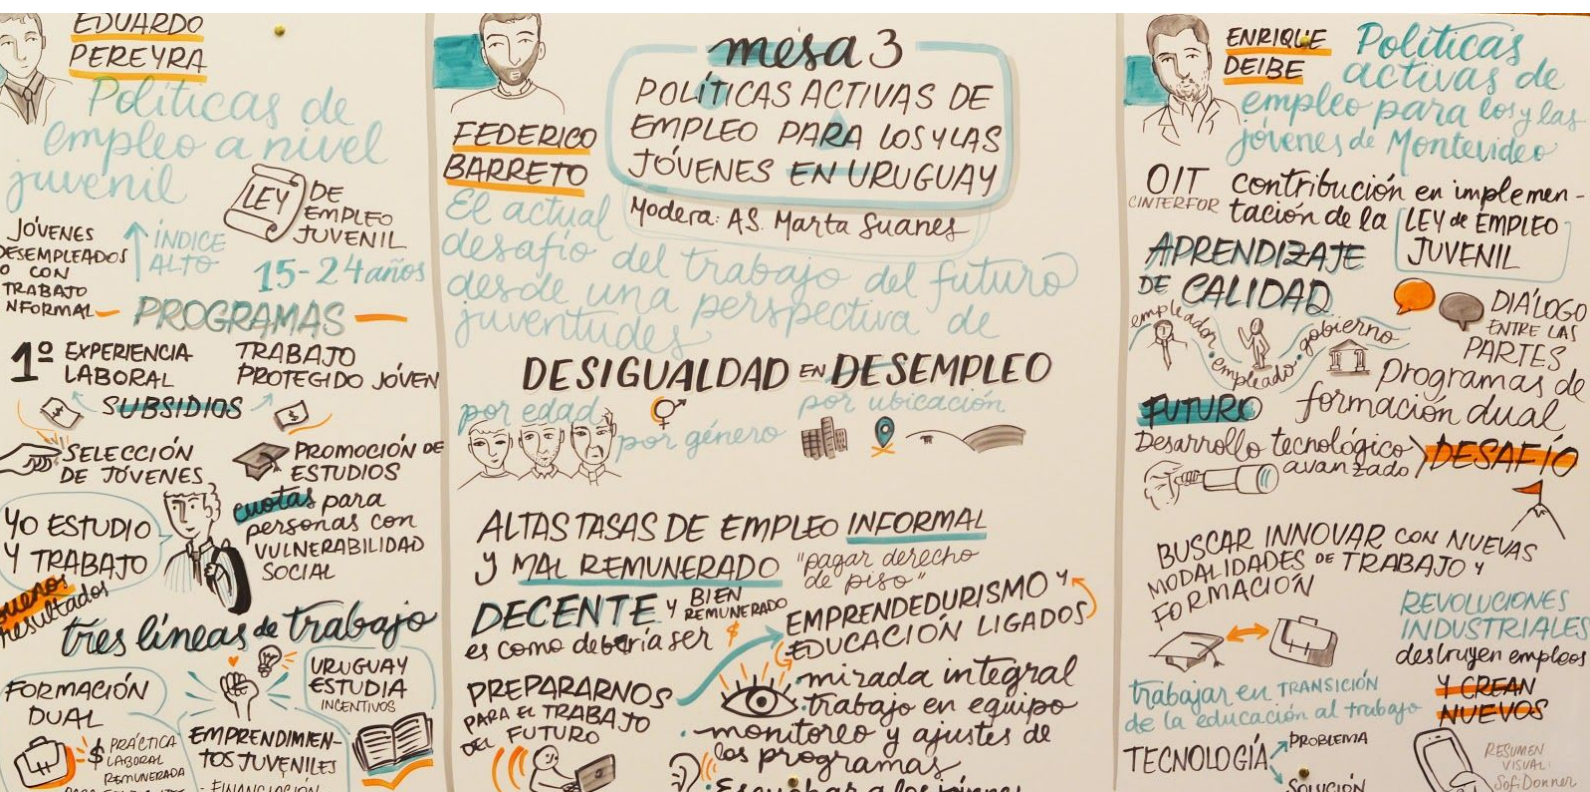 EDUARDO
PEREYRA
Políticas de
empleo a nivel
juvenil
LEY DE
EMPLEO
JUVENIL
15-24 años
JÓVENES
DESEMPLEADOS
O CON
TRABAJO
INFORMAL
ÍNDICE
ALTO
PROGRAMAS
1º EXPERIENCIA
LABORAL
TRABAJO
PROTEGIDO JOVEN
SUBSIDIOS
SELECCIÓN
DE JÓVENES
PROMOCIÓN DE
ESTUDIOS
cuotas para
personas con
VULNERABILIDAD
SOCIAL
YO ESTUDIO
Y TRABAJO
buenos
resultados
tres líneas de trabajo
FORMACIÓN
DUAL
$ PRÁCTICA
LABORAL
REMUNERADA
EMPRENDIMIEN-
TOS JUVENILES
- FINANCIACIÓN
URUGUAY
ESTUDIA
INCENTIVOS
FEDERICO
BARRETO
mesa 3
POLÍTICAS ACTIVAS DE
EMPLEO PARA LOS Y LAS
JÓVENES EN URUGUAY
Modera: AS. Marta Suanes
El actual
desafío del trabajo del futuro
desde una perspectiva de
juventudes
DESIGUALDAD EN DESEMPLEO
por edad
por género
por ubicación
ALTAS TASAS DE EMPLEO INFORMAL
Y MAL REMUNERADO
"pagar derecho
de piso"
DECENTE Y BIEN
REMUNERADO
es como debería ser
$
EMPRENDEDURISMO Y
EDUCACIÓN LIGADOS
PREPARARNOS
PARA EL TRABAJO
DEL FUTURO
· mirada integral
· trabajo en equipo
· monitoreo y ajustes de
los programas
· Escuchar a los jóvenes
ENRIQUE
DEIBE
Políticas
activas de
empleo para los y las
jóvenes de Montevideo
OIT
CINTERFOR
contribución en implemen-
tación de la LEY de EMPLEO
JUVENIL
APRENDIZAJE
DE CALIDAD
empleador · empleado · gobierno
DIÁLOGO
ENTRE LAS
PARTES
Programas de
formación dual
FUTURO
Desarrollo tecnológico
avanzado
DESAFÍO
BUSCAR INNOVAR CON NUEVAS
MODALIDADES DE TRABAJO Y
FORMACIÓN
REVOLUCIONES
INDUSTRIALES
destruyen empleos
Y CREAN
NUEVOS
trabajar en TRANSICIÓN
de la educación al trabajo
TECNOLOGÍA
PROBLEMA
SOLUCIÓN
RESUMEN
VISUAL:
SofiDonner